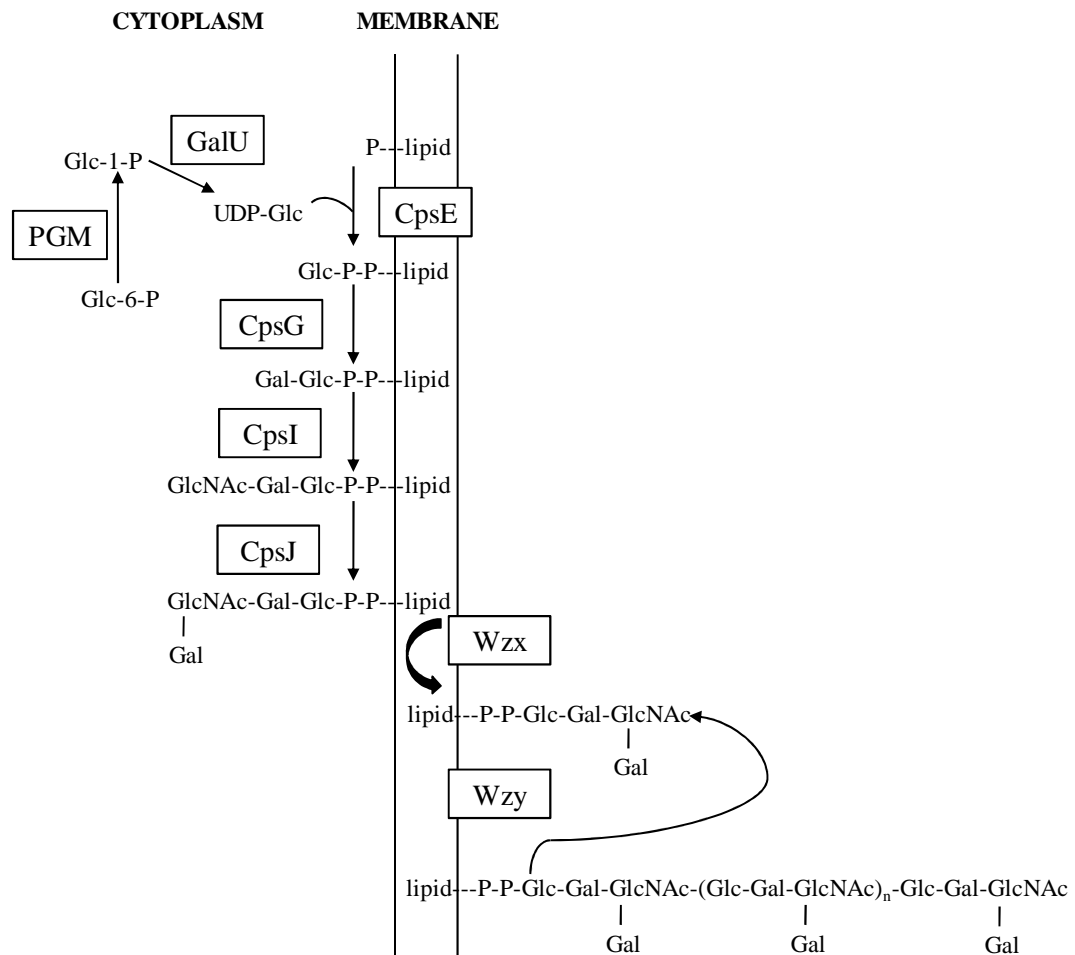 CYTOPLASM MEMBRANE
GalU
P---lipid
Glc-1-P
UDP-Glc
CpsE
PGM
Glc-P-P---lipid
Glc-6-P
CpsG
Gal-Glc-P-P---lipid
CpsI
GlcNAc-Gal-Glc-P-P---lipid
CpsJ
GlcNAc-Gal-Glc-P-P---lipid
Gal
Wzx
lipid---P-P-Glc-Gal-GlcNAc
Gal
Wzy
lipid---P-P-Glc-Gal-GlcNAc-(Glc-Gal-GlcNAc)n-Glc-Gal-GlcNAc
Gal Gal Gal